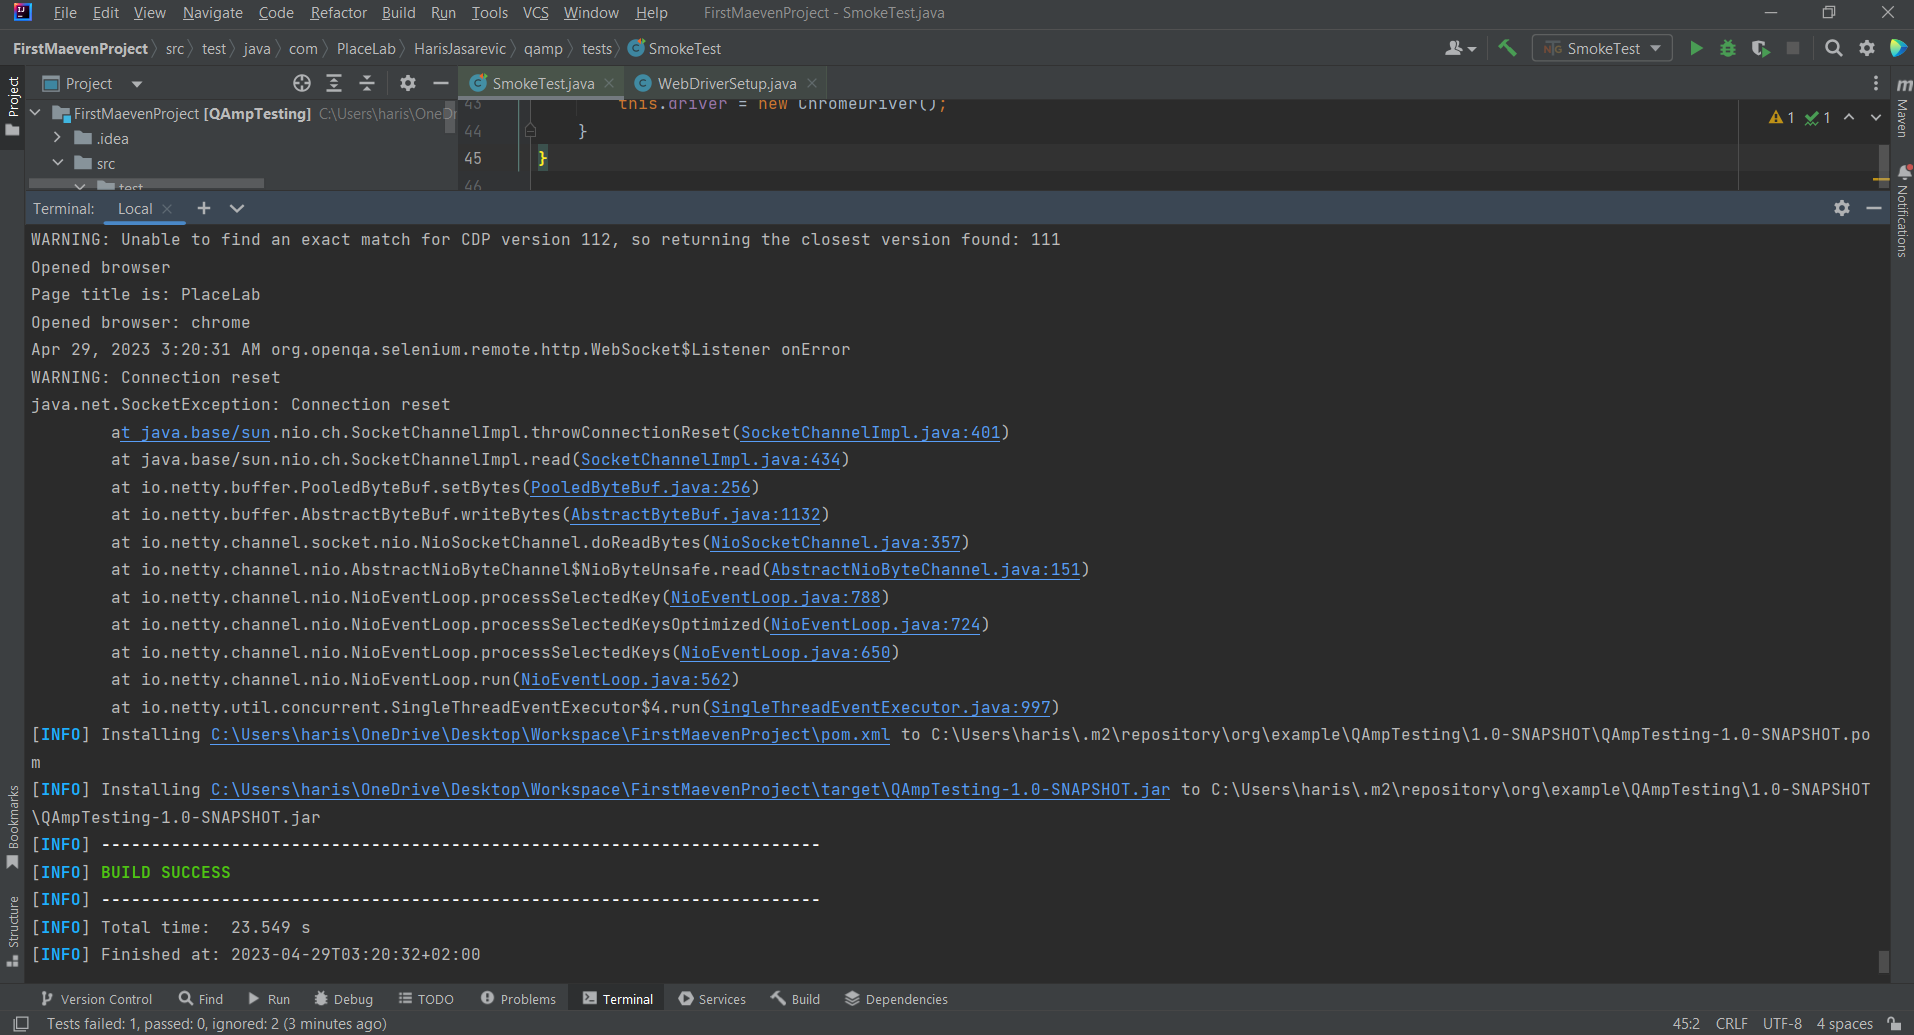 File Edit View Navigate Code Refactor Build Run Tools VCS Window Help FirstMaevenProject - SmokeTest.java
FirstMaevenProject src test java com PlaceLab HarisJasarevic qamp tests SmokeTest SmokeTest
Project SmokeTest.java WebDriverSetup.java
Project
Maven
Notifications
Bookmarks
Structure
FirstMaevenProject [QAmpTesting] C:\Users\haris\OneDr
.idea
src
test
43 this.driver = new ChromeDriver();
44 }
45 }
46
1 1
Terminal: Local
WARNING: Unable to find an exact match for CDP version 112, so returning the closest version found: 111
Opened browser
Page title is: PlaceLab
Opened browser: chrome
Apr 29, 2023 3:20:31 AM org.openqa.selenium.remote.http.WebSocket$Listener onError
WARNING: Connection reset
java.net.SocketException: Connection reset
at java.base/sun.nio.ch.SocketChannelImpl.throwConnectionReset(SocketChannelImpl.java:401)
at java.base/sun.nio.ch.SocketChannelImpl.read(SocketChannelImpl.java:434)
at io.netty.buffer.PooledByteBuf.setBytes(PooledByteBuf.java:256)
at io.netty.buffer.AbstractByteBuf.writeBytes(AbstractByteBuf.java:1132)
at io.netty.channel.socket.nio.NioSocketChannel.doReadBytes(NioSocketChannel.java:357)
at io.netty.channel.nio.AbstractNioByteChannel$NioByteUnsafe.read(AbstractNioByteChannel.java:151)
at io.netty.channel.nio.NioEventLoop.processSelectedKey(NioEventLoop.java:788)
at io.netty.channel.nio.NioEventLoop.processSelectedKeysOptimized(NioEventLoop.java:724)
at io.netty.channel.nio.NioEventLoop.processSelectedKeys(NioEventLoop.java:650)
at io.netty.channel.nio.NioEventLoop.run(NioEventLoop.java:562)
at io.netty.util.concurrent.SingleThreadEventExecutor$4.run(SingleThreadEventExecutor.java:997)
[INFO] Installing C:\Users\haris\OneDrive\Desktop\Workspace\FirstMaevenProject\pom.xml to C:\Users\haris\.m2\repository\org\example\QAmpTesting\1.0-SNAPSHOT\QAmpTesting-1.0-SNAPSHOT.po
m
[INFO] Installing C:\Users\haris\OneDrive\Desktop\Workspace\FirstMaevenProject\target\QAmpTesting-1.0-SNAPSHOT.jar to C:\Users\haris\.m2\repository\org\example\QAmpTesting\1.0-SNAPSHOT
\QAmpTesting-1.0-SNAPSHOT.jar
[INFO] ------------------------------------------------------------------------
[INFO] BUILD SUCCESS
[INFO] ------------------------------------------------------------------------
[INFO] Total time:  23.549 s
[INFO] Finished at: 2023-04-29T03:20:32+02:00
Version Control Find Run Debug TODO Problems Terminal Services Build Dependencies
Tests failed: 1, passed: 0, ignored: 2 (3 minutes ago) 45:2 CRLF UTF-8 4 spaces